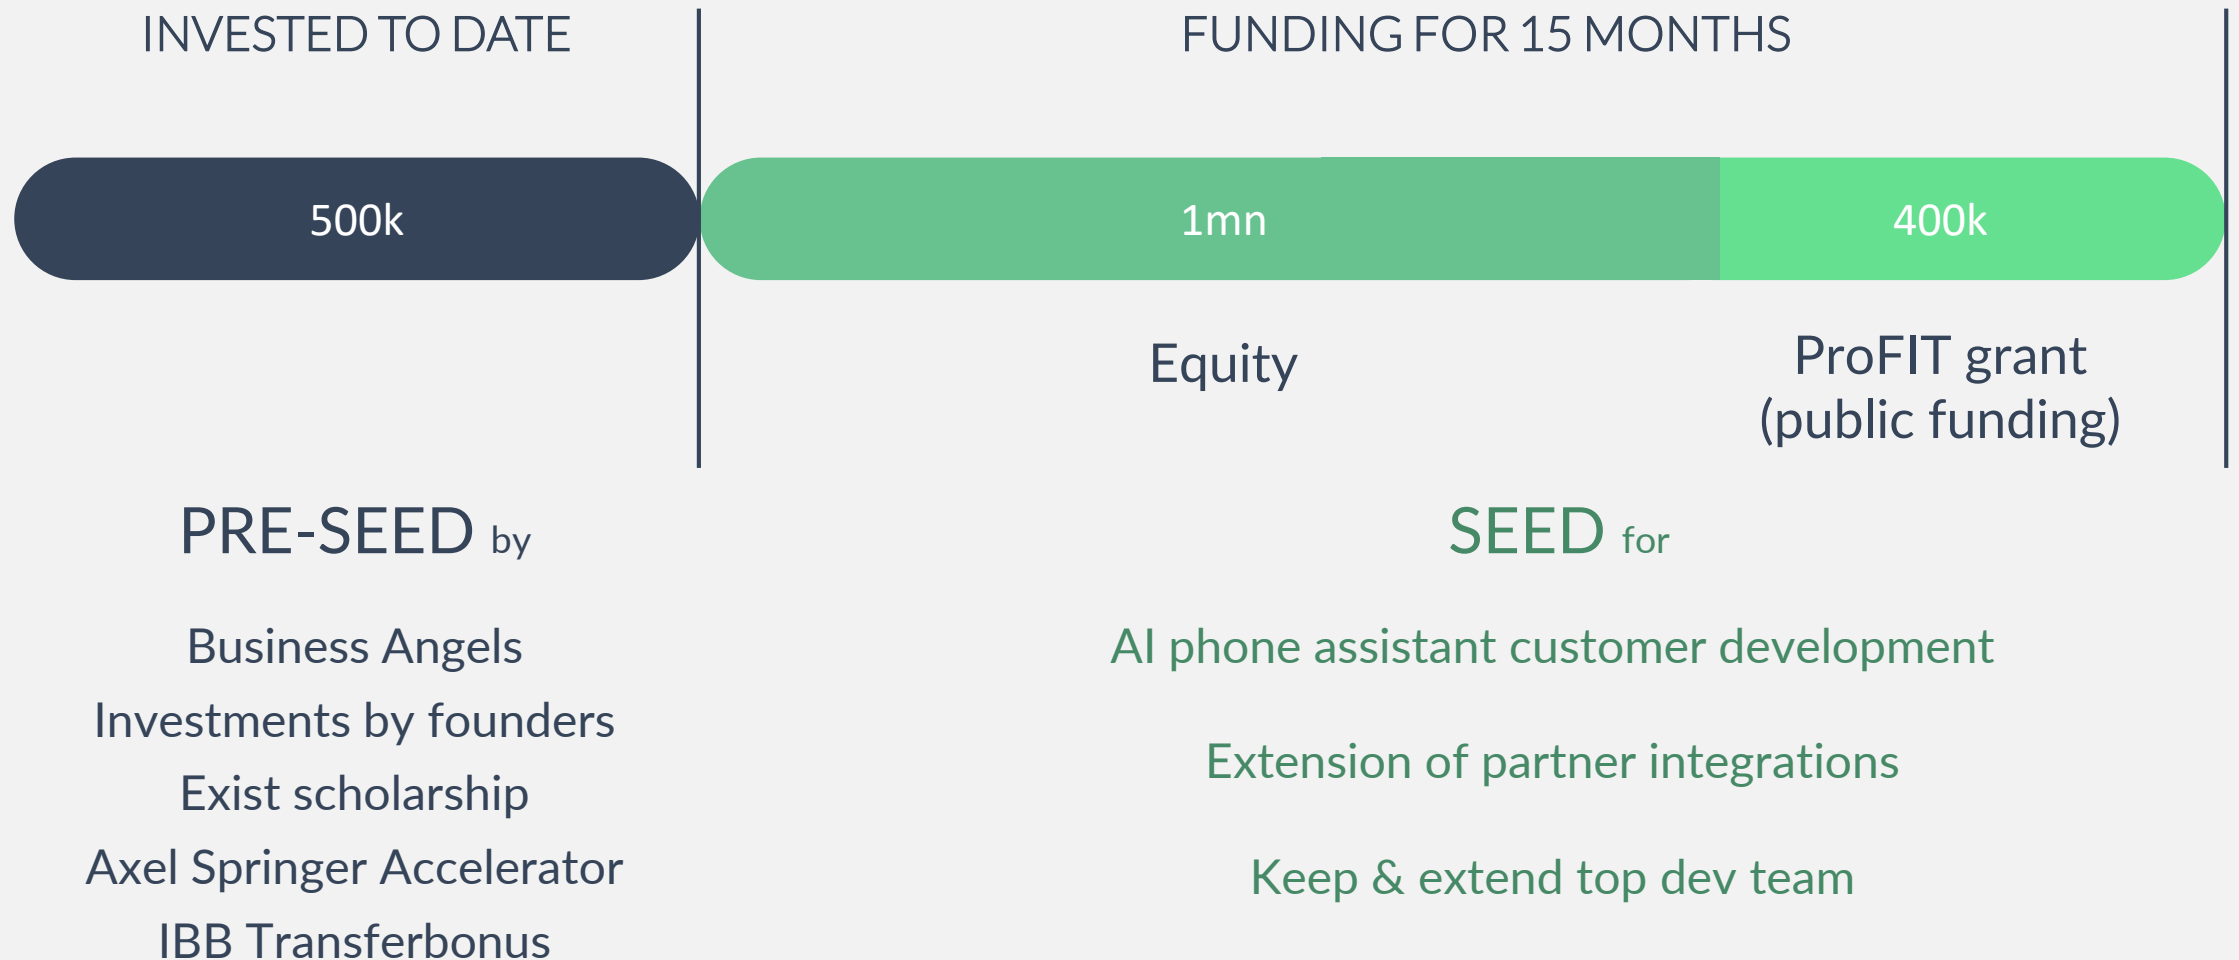 INVESTED TO DATE
FUNDING FOR 15 MONTHS
500k
1mn
400k
Equity
ProFIT grant
(public funding)
PRE-SEED by
Business Angels
Investments by founders
Exist scholarship
Axel Springer Accelerator
IBB Transferbonus
SEED for
AI phone assistant customer development
Extension of partner integrations
Keep & extend top dev team